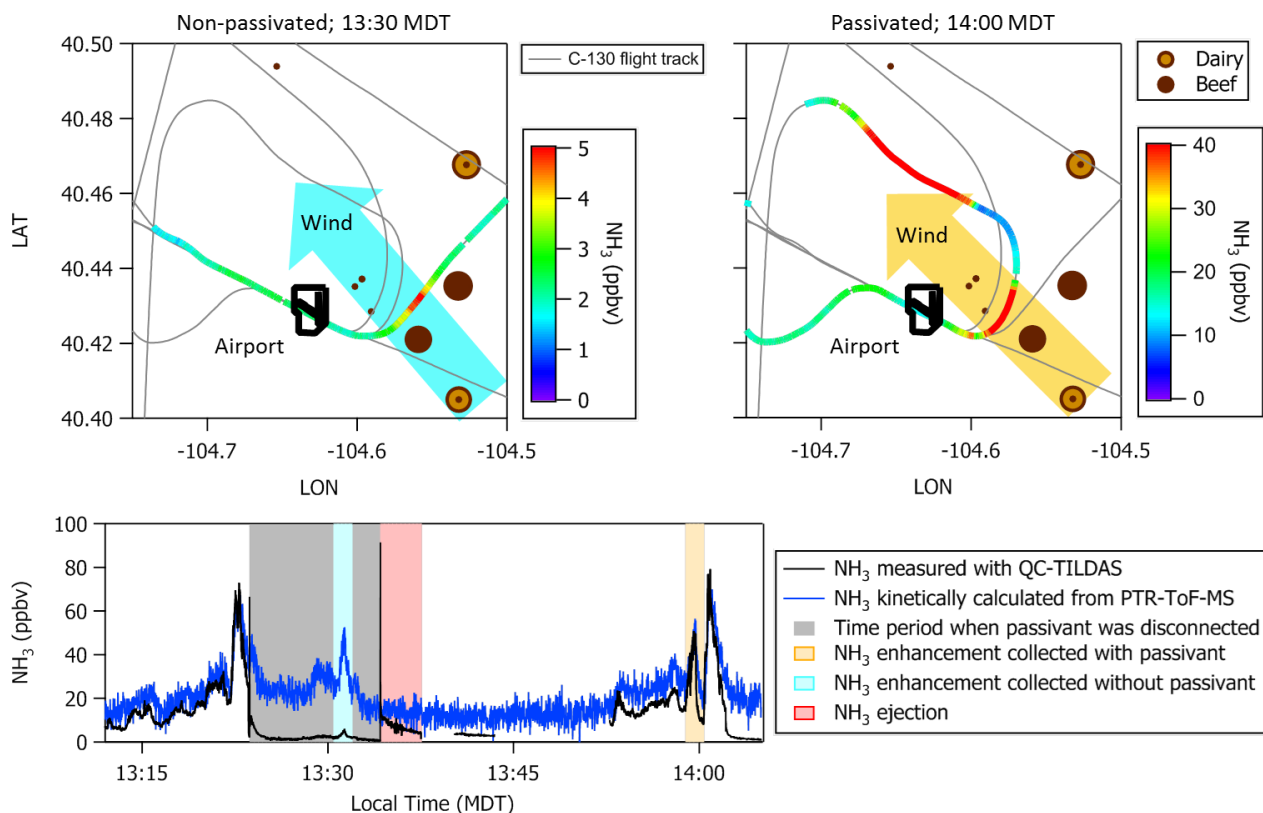 Non-passivated; 13:30 MDT
Passivated; 14:00 MDT
40.50
40.48
40.46
40.44
40.42
40.40
LAT
-104.7
-104.6
-104.5
LON
Wind
Airport
C-130 flight track
5
4
3
2
1
0
NH3 (ppbv)
-104.7
-104.6
-104.5
LON
Wind
Airport
Dairy
Beef
40
30
20
10
0
NH3 (ppbv)
100
80
60
40
20
0
NH3 (ppbv)
13:15
13:30
13:45
14:00
Local Time (MDT)
NH3 measured with QC-TILDAS
NH3 kinetically calculated from PTR-ToF-MS
Time period when passivant was disconnected
NH3 enhancement collected with passivant
NH3 enhancement collected without passivant
NH3 ejection